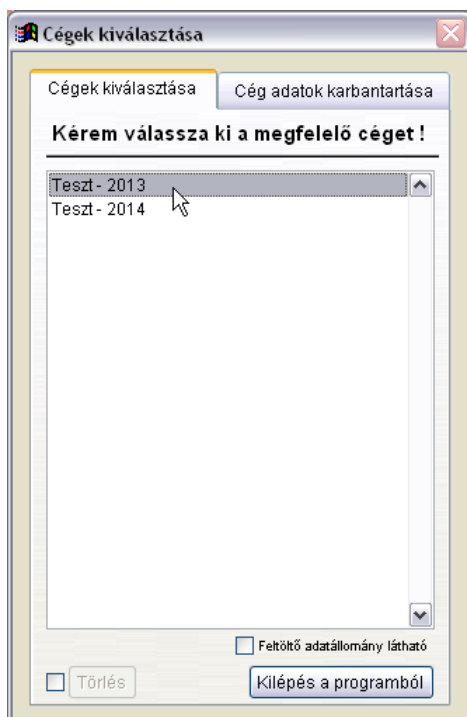 Cégek kiválasztása
Cégek kiválasztása
Cég adatok karbantartása
Kérem válassza ki a megfelelő céget !
Teszt - 2013
Teszt - 2014
Feltöltő adatállomány látható
Törlés
Kilépés a programból